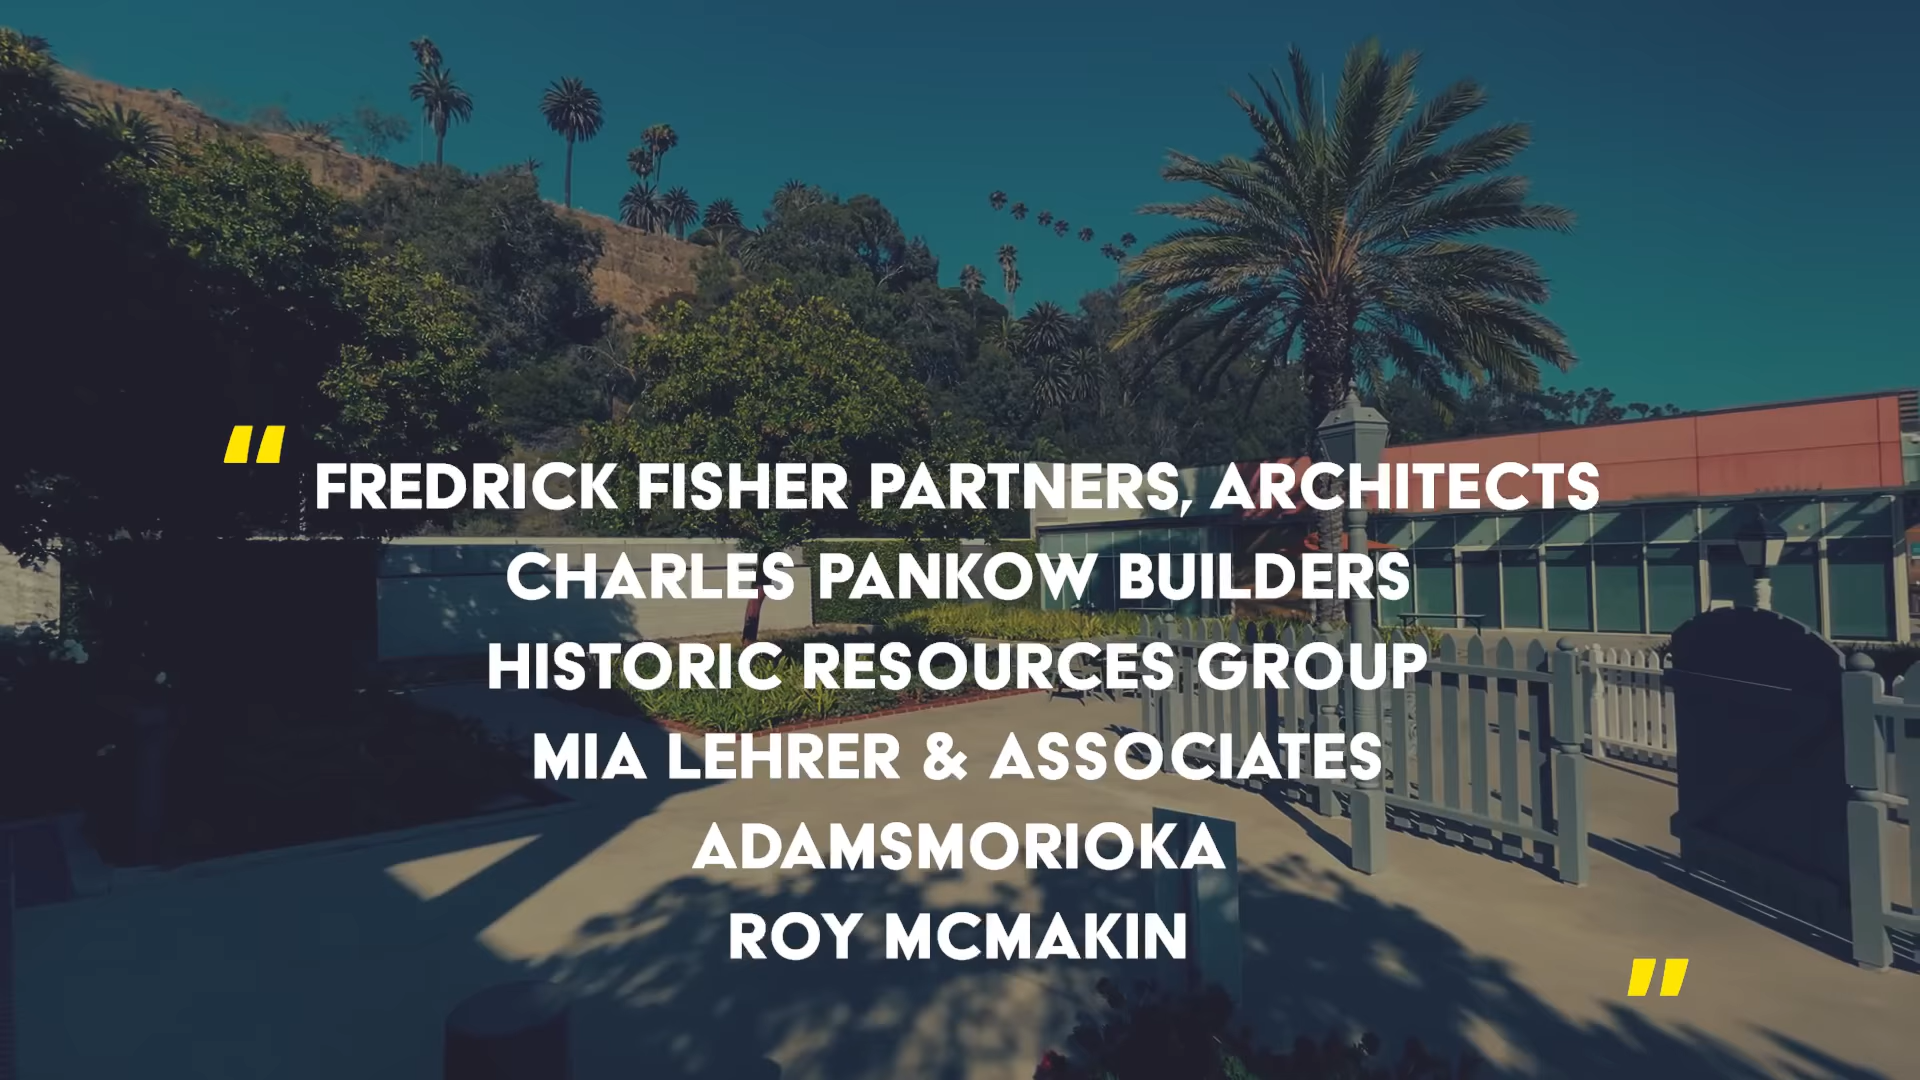 " FREDRICK FISHER PARTNERS, ARCHITECTS
CHARLES PANKOW BUILDERS
HISTORIC RESOURCES GROUP
MIA LEHRER & ASSOCIATES
ADAMSMORIOKA
ROY MCMAKIN "